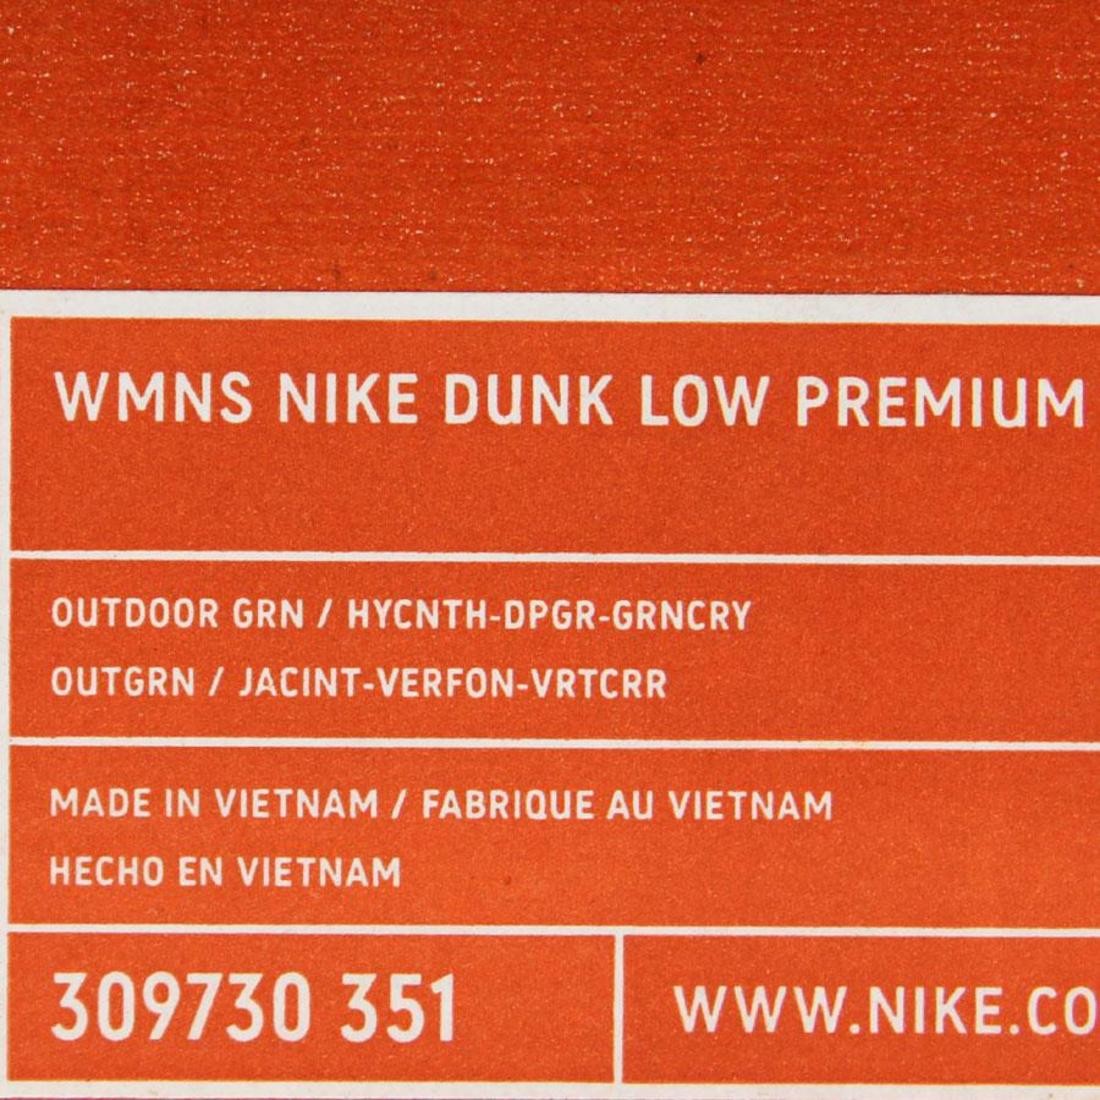 WMNS NIKE DUNK LOW PREMIUM
OUTDOOR GRN / HYCNTH-DPGR-GRNCRY
OUTGRN / JACINT-VERFON-VRTCRR
MADE IN VIETNAM / FABRIQUE AU VIETNAM
HECHO EN VIETNAM
309730 351
WWW.NIKE.CO